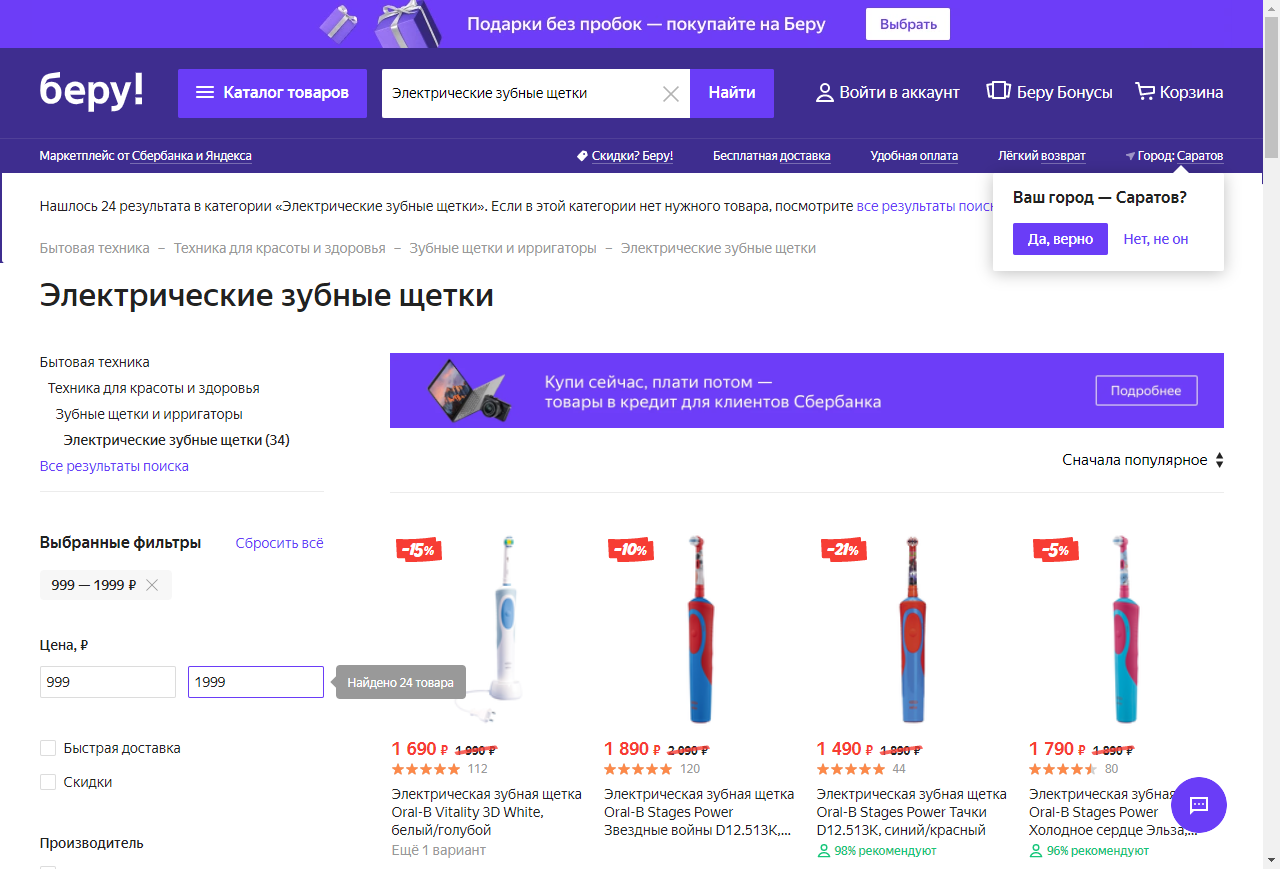 Подарки без пробок — покупайте на Беру
Выбрать
беру!
Каталог товаров
Электрические зубные щетки
Найти
Войти в аккаунт
Беру Бонусы
Корзина
Маркетплейс от Сбербанка и Яндекса
Скидки? Беру!
Бесплатная доставка
Удобная оплата
Лёгкий возврат
Город: Саратов
Ваш город — Саратов?
Да, верно
Нет, не он
Нашлось 24 результата в категории «Электрические зубные щетки». Если в этой категории нет нужного товара, посмотрите все результаты
Бытовая техника – Техника для красоты и здоровья – Зубные щетки и ирригаторы – Электрические зубные щетки
Электрические зубные щетки
Бытовая техника
Техника для красоты и здоровья
Зубные щетки и ирригаторы
Электрические зубные щетки (34)
Все результаты поиска
Купи сейчас, плати потом —
товары в кредит для клиентов Сбербанка
Подробнее
Сначала популярное
Выбранные фильтры
Сбросить всё
999 — 1999 ₽
Цена, ₽
999
1999
Найдено 24 товара
Быстрая доставка
Скидки
Производитель
-15%
1 690 ₽ 1 990 ₽
112
Электрическая зубная щетка
Oral-B Vitality 3D White,
белый/голубой
Ещё 1 вариант
-10%
1 890 ₽ 2 090 ₽
120
Электрическая зубная щетка
Oral-B Stages Power
Звездные войны D12.513K,...
-21%
1 490 ₽ 1 890 ₽
44
Электрическая зубная щетка
Oral-B Stages Power Тачки
D12.513K, синий/красный
98% рекомендуют
-5%
1 790 ₽ 1 890 ₽
80
Электрическая зубная
Oral-B Stages Power
Холодное сердце Эльза,...
96% рекомендуют